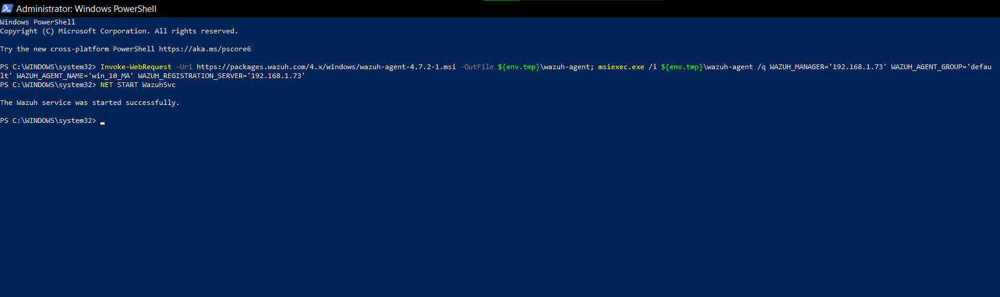 Administrator: Windows PowerShell
Windows PowerShell
Copyright (C) Microsoft Corporation. All rights reserved.
Try the new cross-platform PowerShell https://aka.ms/pscore6
PS C:\WINDOWS\system32> Invoke-WebRequest -Uri https://packages.wazuh.com/4.x/windows/wazuh-agent-4.7.2-1.msi -OutFile ${env.tmp}\wazuh-agent; msiexec.exe /i ${env.tmp}\wazuh-agent /q WAZUH_MANAGER='192.168.1.73' WAZUH_AGENT_GROUP='defau
lt' WAZUH_AGENT_NAME='win_10_MA' WAZUH_REGISTRATION_SERVER='192.168.1.73'
PS C:\WINDOWS\system32> NET START WazuhSvc
The Wazuh service was started successfully.
PS C:\WINDOWS\system32>